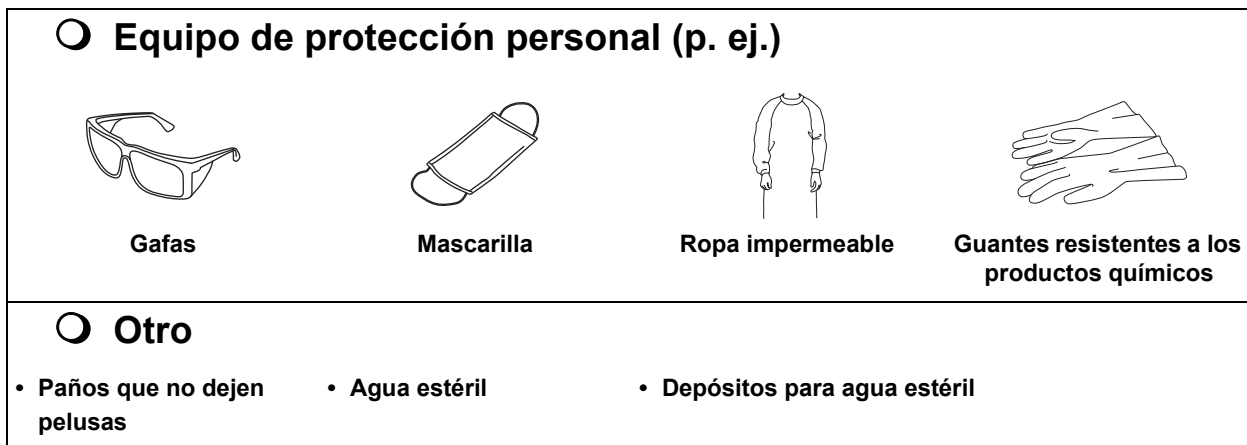 Equipo de protección personal (p. ej.)
Gafas
Mascarilla
Ropa impermeable
Guantes resistentes a los
productos químicos
Otro
• Paños que no dejen
pelusas
• Agua estéril
• Depósitos para agua estéril